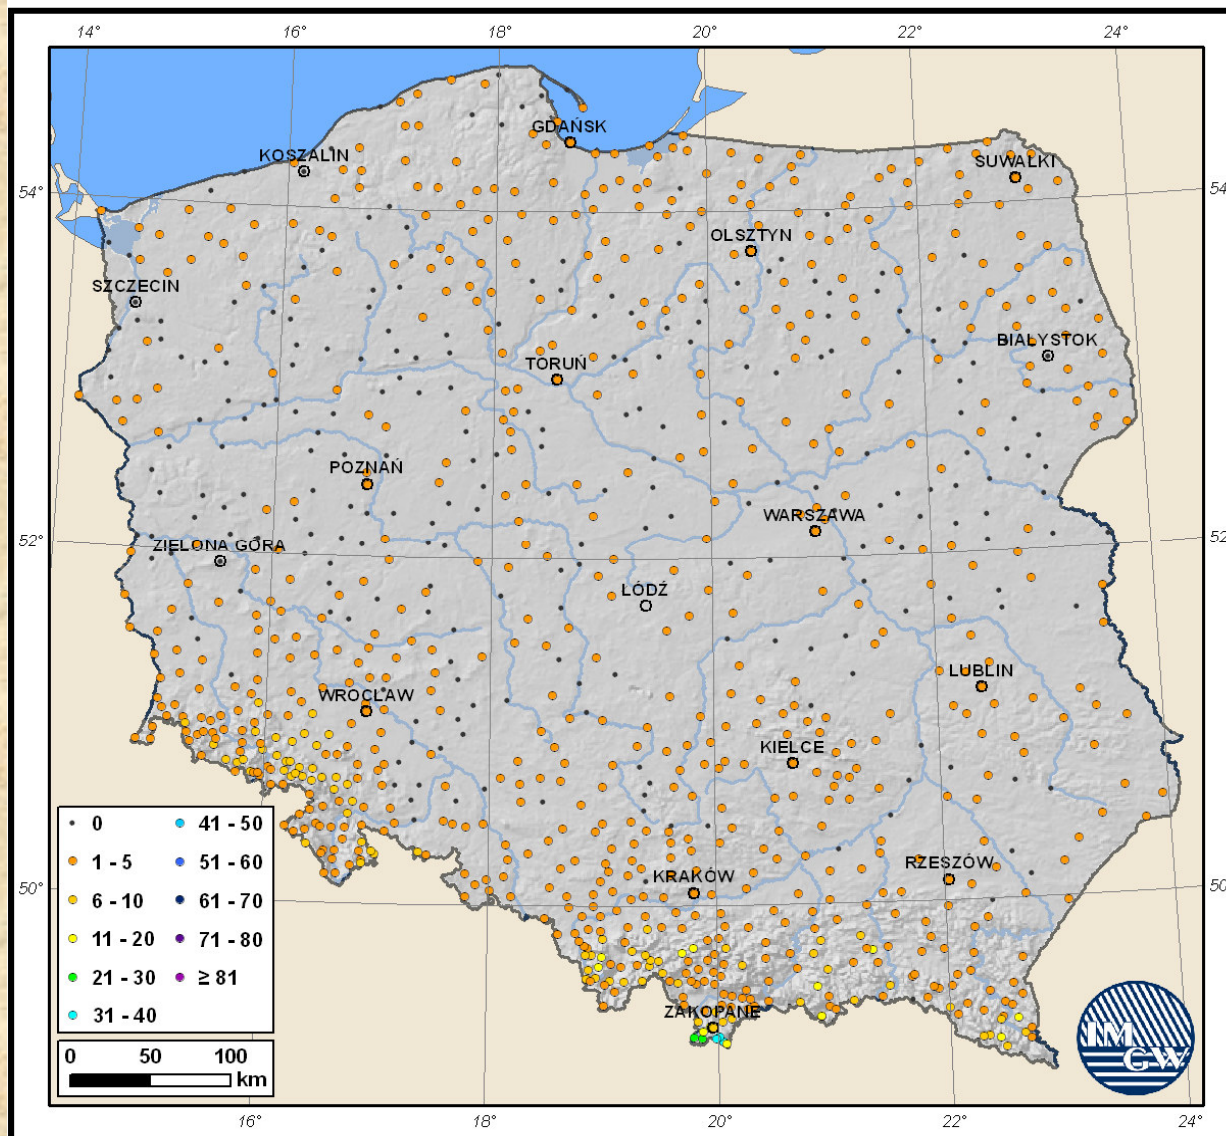 14° 16° 18° 20° 22° 24°
GDAŃSK
KOSZALIN
SUWAŁKI
54° 54
OLSZTYN
SZCZECIN
BIAŁYSTOK
TORUŃ
POZNAŃ
WARSZAWA
52° 52
ZIELONA GÓRA
ŁÓDŹ
LUBLIN
WROCŁAW
KIELCE
0 41 - 50
1 - 5 51 - 60
6 - 10 61 - 70
11 - 20 71 - 80
21 - 30 ≥ 81
31 - 40
RZESZÓW
50° 50
KRAKÓW
ZAKOPANE
0 50 100
km
IM
GW
16° 18° 20° 22° 24°